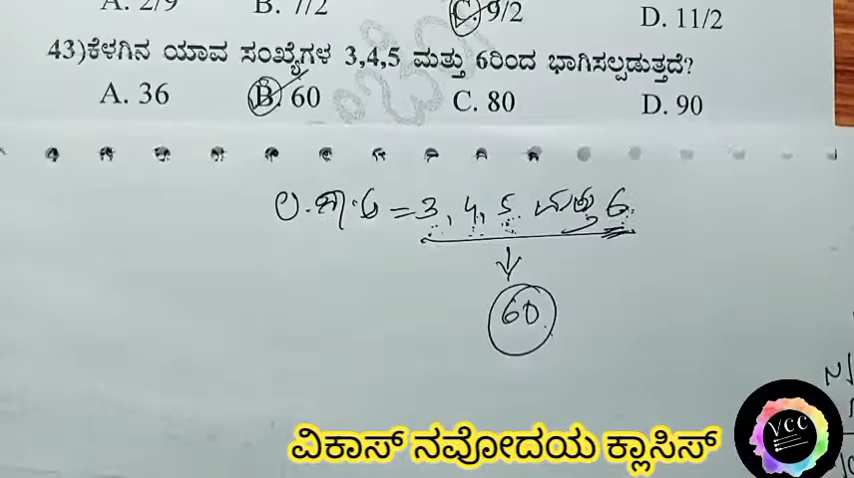 A. 2/9 B. 7/2 C. 9/2 D. 11/2
43)ಕೆಳಗಿನ ಯಾವ ಸಂಖ್ಯೆಗಳ 3,4,5 ಮತ್ತು 6ರಿಂದ ಭಾಗಿಸಲ್ಪಡುತ್ತದೆ?
A. 36 B. 60 C. 80 D. 90
ಲ.ಸಾ.ಅ = 3, 4, 5 ಮತ್ತು 6.
60
ವಿಕಾಸ್ ನವೋದಯ ಕ್ಲಾಸಿಸ್
VCC